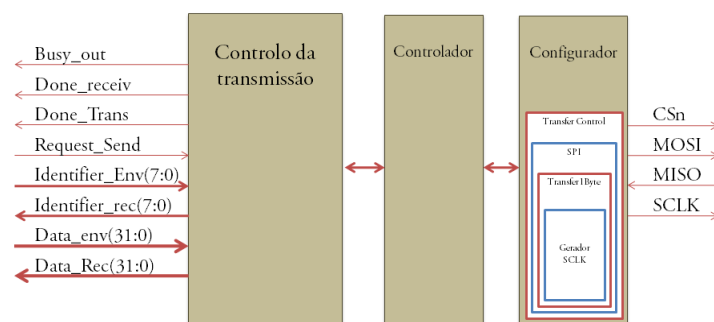 Busy_out
Done_receiv
Done_Trans
Request_Send
Identifier_Env(7:0)
Identifier_rec(7:0)
Data_env(31:0)
Data_Rec(31:0)
Controlo da
transmissão
Controlador
Configurador
Transfer Control
SPI
Transfer1Byte
Gerador
SCLK
CSn
MOSI
MISO
SCLK